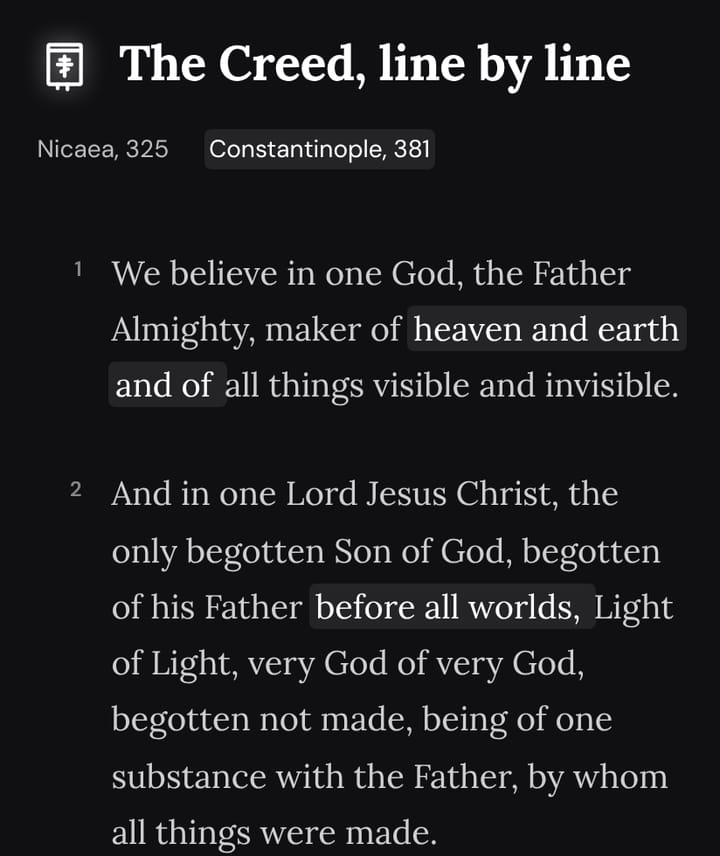 The Creed, line by line
Nicaea, 325 Constantinople, 381
1 We believe in one God, the Father
Almighty, maker of heaven and earth
and of all things visible and invisible.
2 And in one Lord Jesus Christ, the
only begotten Son of God, begotten
of his Father before all worlds, Light
of Light, very God of very God,
begotten not made, being of one
substance with the Father, by whom
all things were made.